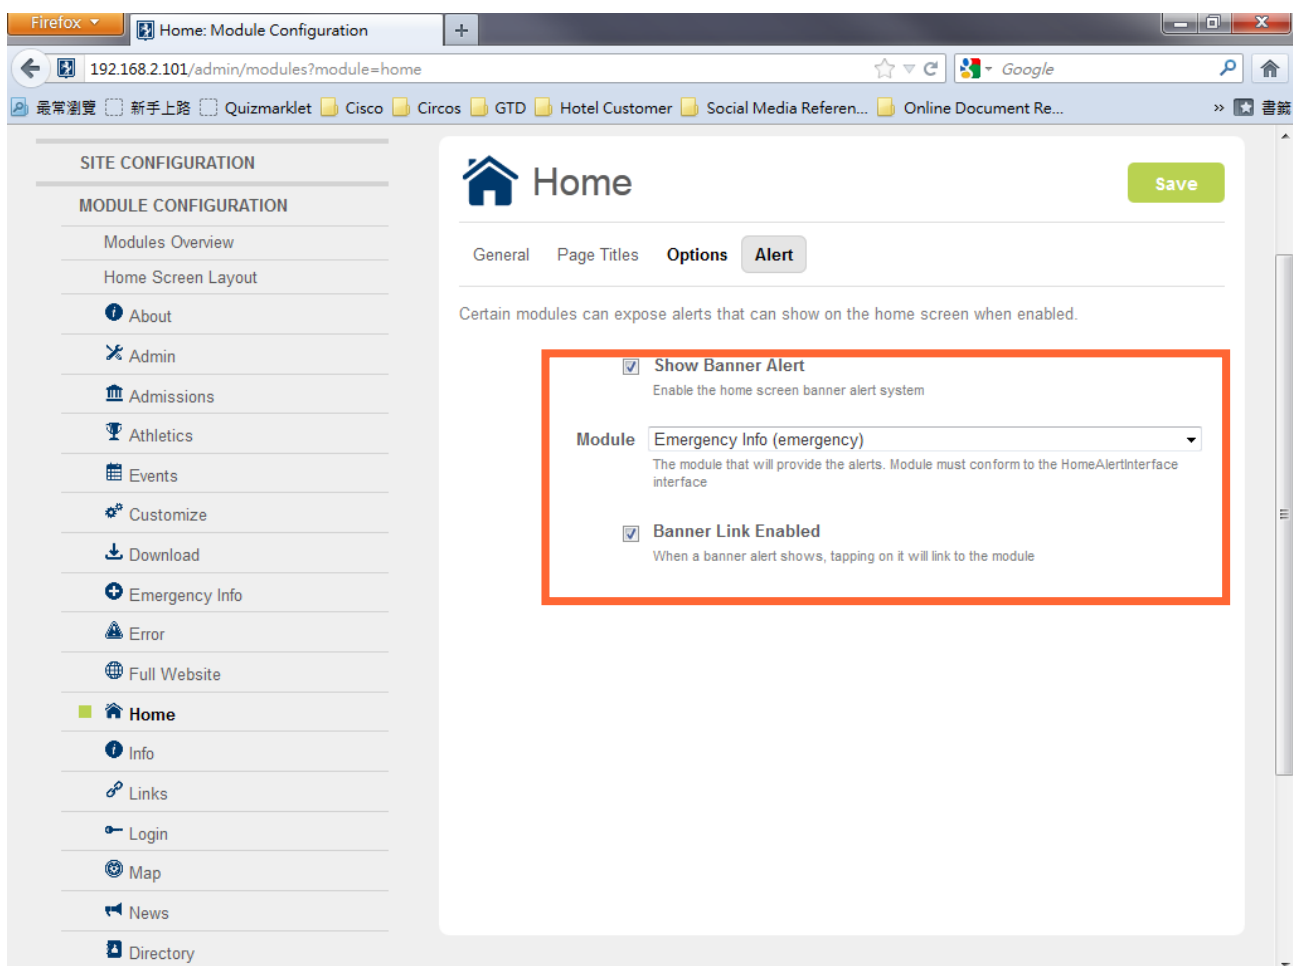 Firefox
Home: Module Configuration
192.168.2.101/admin/modules?module=home
Google
最常瀏覽 新手上路 Quizmarklet Cisco Circos GTD Hotel Customer Social Media Referen... Online Document Re... » 書籤
SITE CONFIGURATION
MODULE CONFIGURATION
Modules Overview
Home Screen Layout
About
Admin
Admissions
Athletics
Events
Customize
Download
Emergency Info
Error
Full Website
Home
Info
Links
Login
Map
News
Directory
Home
Save
General Page Titles Options Alert
Certain modules can expose alerts that can show on the home screen when enabled.
Show Banner Alert
Enable the home screen banner alert system
Module Emergency Info (emergency)
The module that will provide the alerts. Module must conform to the HomeAlertInterface
interface
Banner Link Enabled
When a banner alert shows, tapping on it will link to the module